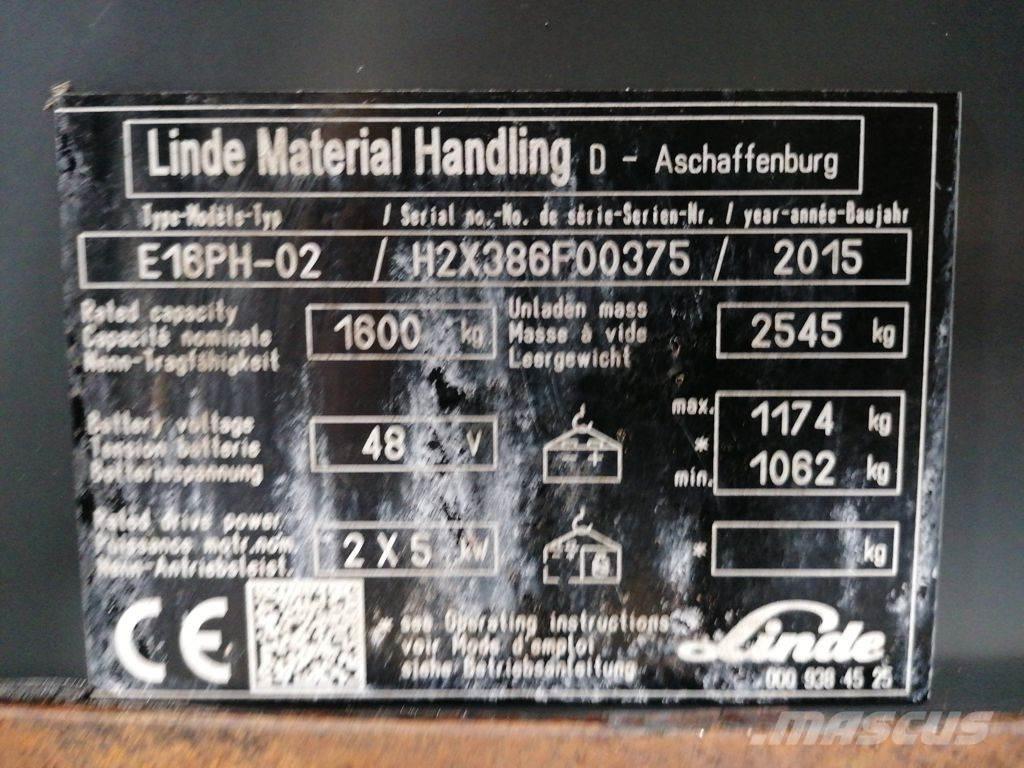 Linde Material Handling D - Aschaffenburg
Type-Modèle-Typ / Serial no.-No. de série-Serien-Nr. / year-année-Baujahr
E16PH-02 / H2X386F00375 / 2015
Rated capacity
Capacité nominale
Nenn-Tragfähigkeit
1600 kg
Unladen mass
Masse à vide
Leergewicht
2545 kg
Battery voltage
Tension batterie
Batteriespannung
48 V
- +
max. 1174 kg
*
min. 1062 kg
Rated drive power
Puissance motr.nom.
Nenn-Antriebsleist.
2 X 5 kW
* kg
CE
* see Operating instructions
voir Mode d'emploi
siehe Betriebsanleitung
Linde
000 938 45 25
MASCUS